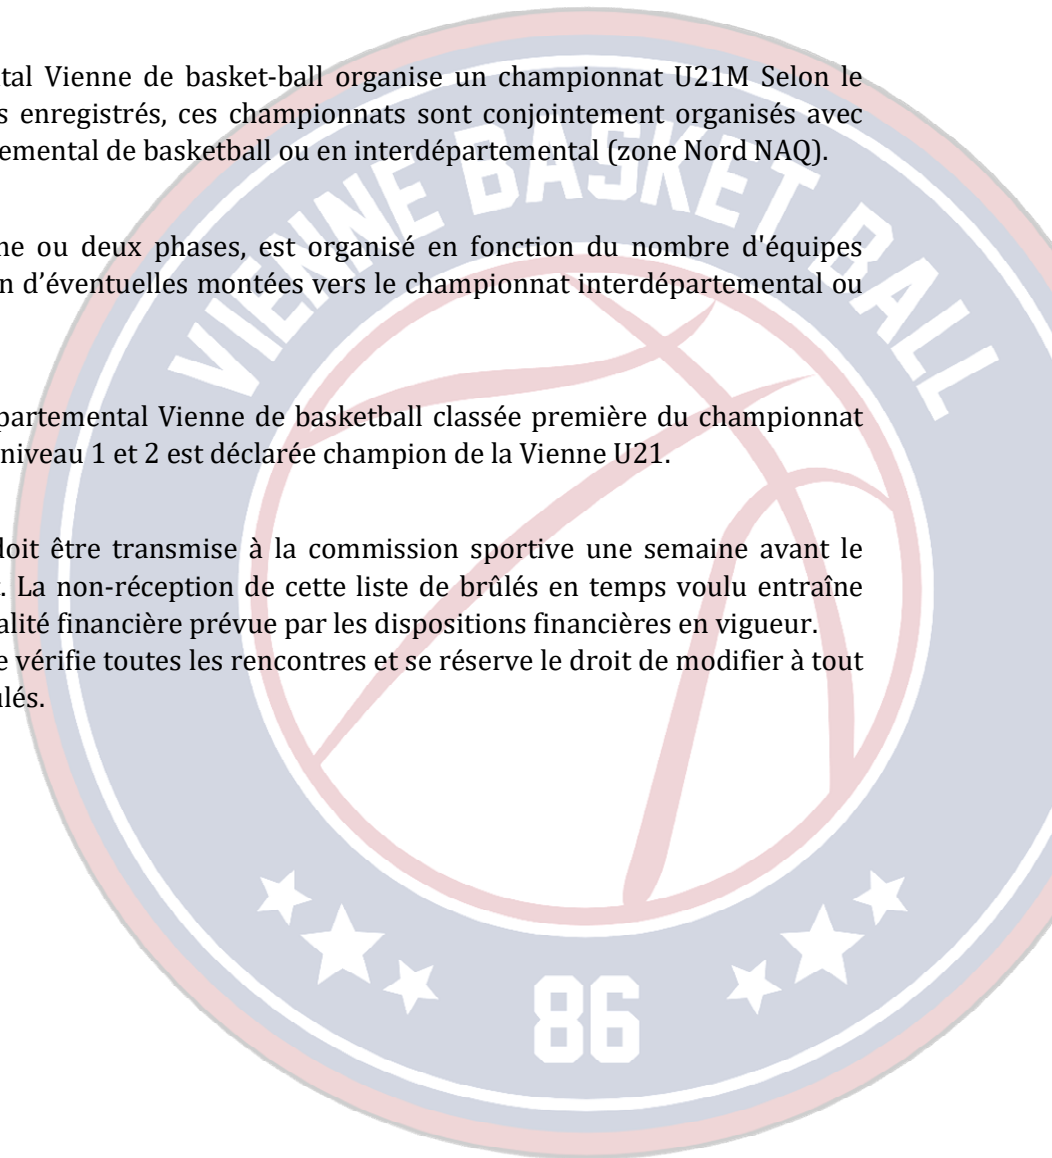 tal Vienne de basket-ball organise un championnat U21M Selon le
s enregistrés, ces championnats sont conjointement organisés avec
emental de basketball ou en interdépartemental (zone Nord NAQ).
ne ou deux phases, est organisé en fonction du nombre d'équipes
n d’éventuelles montées vers le championnat interdépartemental ou
partemental Vienne de basketball classée première du championnat
niveau 1 et 2 est déclarée champion de la Vienne U21.
doit être transmise à la commission sportive une semaine avant le
. La non-réception de cette liste de brûlés en temps voulu entraîne
alité financière prévue par les dispositions financières en vigueur.
e vérifie toutes les rencontres et se réserve le droit de modifier à tout
ulés.
VIENNE BASKET BALL
86